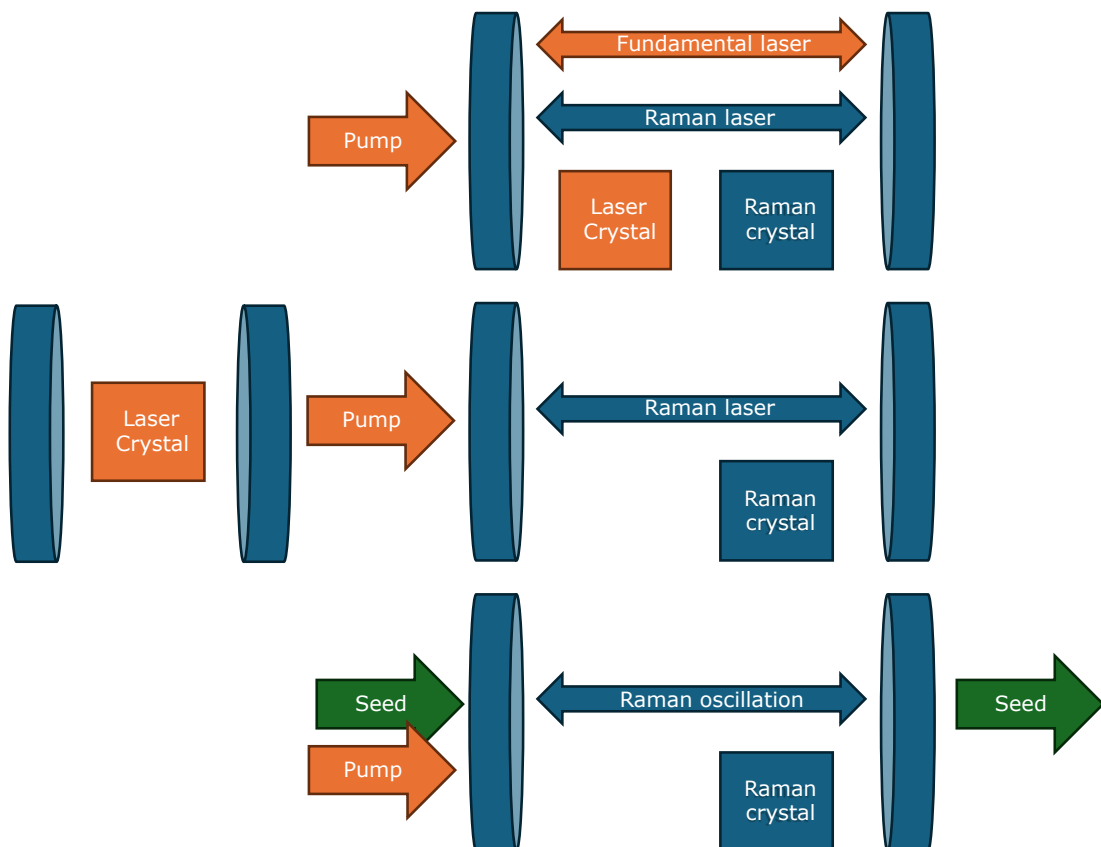 Fundamental laser
Raman laser
Pump
Laser
Crystal
Raman
crystal
Laser
Crystal
Pump
Raman laser
Raman
crystal
Seed
Pump
Raman oscillation
Seed
Raman
crystal